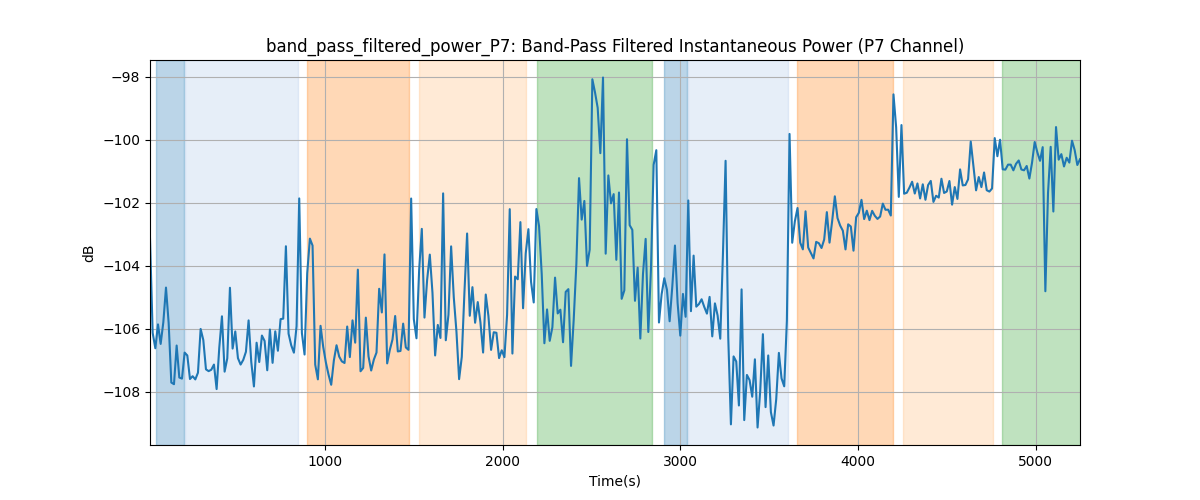 band_pass_filtered_power_P7: Band-Pass Filtered Instantaneous Power (P7 Channel)
−98
−100
−102
−104
−106
−108
dB
1000 2000 3000 4000 5000
Time(s)